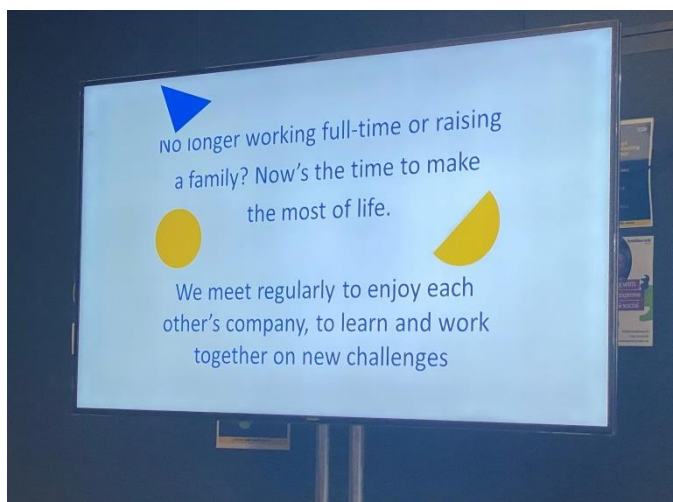 No longer working full-time or raising
a family? Now's the time to make
the most of life.
We meet regularly to enjoy each
other's company, to learn and work
together on new challenges